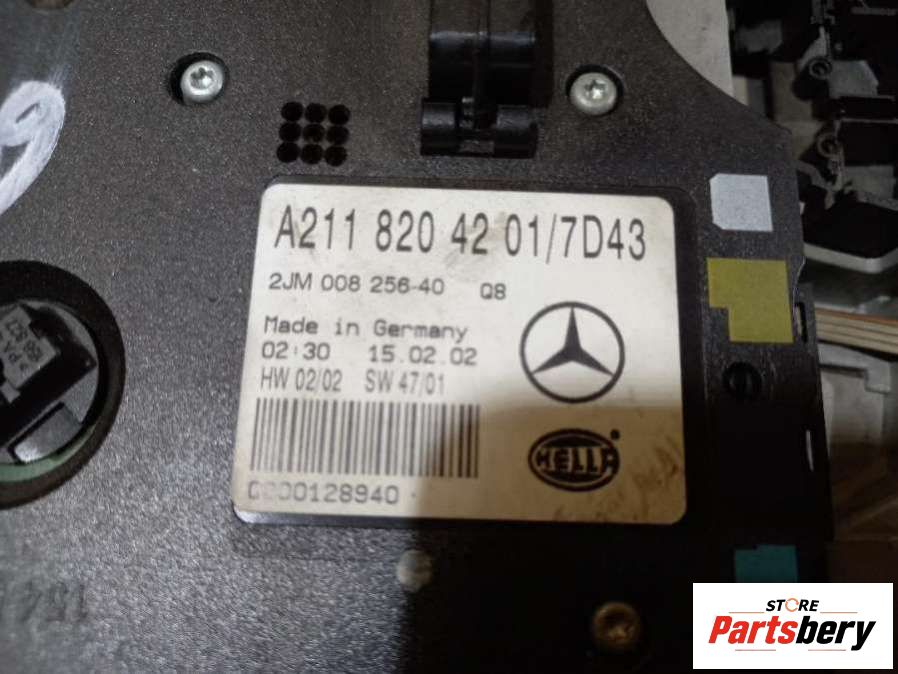 A211 820 42 01/7D43
2JM 008 256-40 Q8
Made in Germany
02:30 15.02.02
HW 02/02 SW 47/01
HELLA
0000128940
STORE
Partsbery